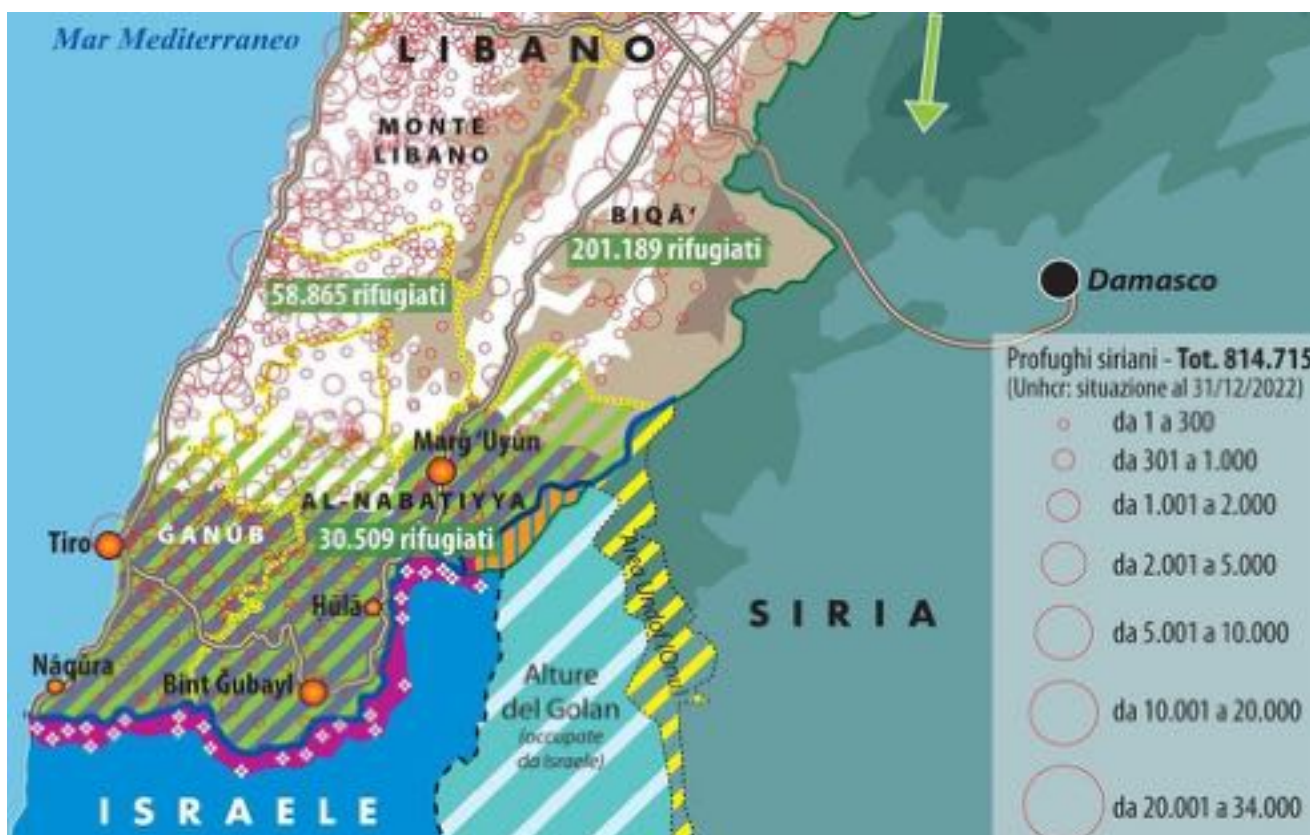 Mar Mediterraneo
LIBANO
MONTE
LIBANO
BIQĀ‘
201.189 rifugiati
58.865 rifugiati
Damasco
Profughi siriani - Tot. 814.715
(Unhcr: situazione al 31/12/2022)
da 1 a 300
da 301 a 1.000
da 1.001 a 2.000
da 2.001 a 5.000
da 5.001 a 10.000
da 10.001 a 20.000
da 20.001 a 34.000
Marǧ ‘Uyūn
AL-NABAṬIYYA
30.509 rifugiati
ǦANŪB
Tiro
Ḥūlā
Nāqūra
Bint Ǧubayl
Area Undof (Onu)
SIRIA
Alture
del Golan
(occupate
da Israele)
ISRAELE